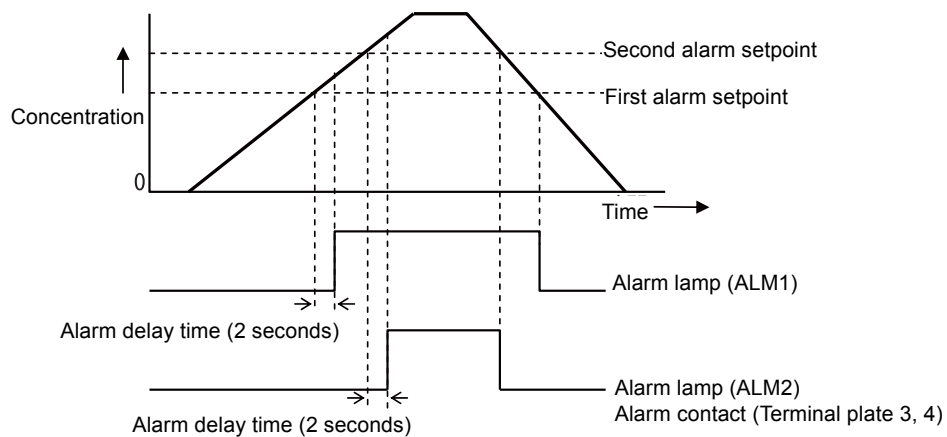 Second alarm setpoint
First alarm setpoint
Concentration
0
Time
Alarm lamp (ALM1)
Alarm delay time (2 seconds)
Alarm lamp (ALM2)
Alarm contact (Terminal plate 3, 4)
Alarm delay time (2 seconds)